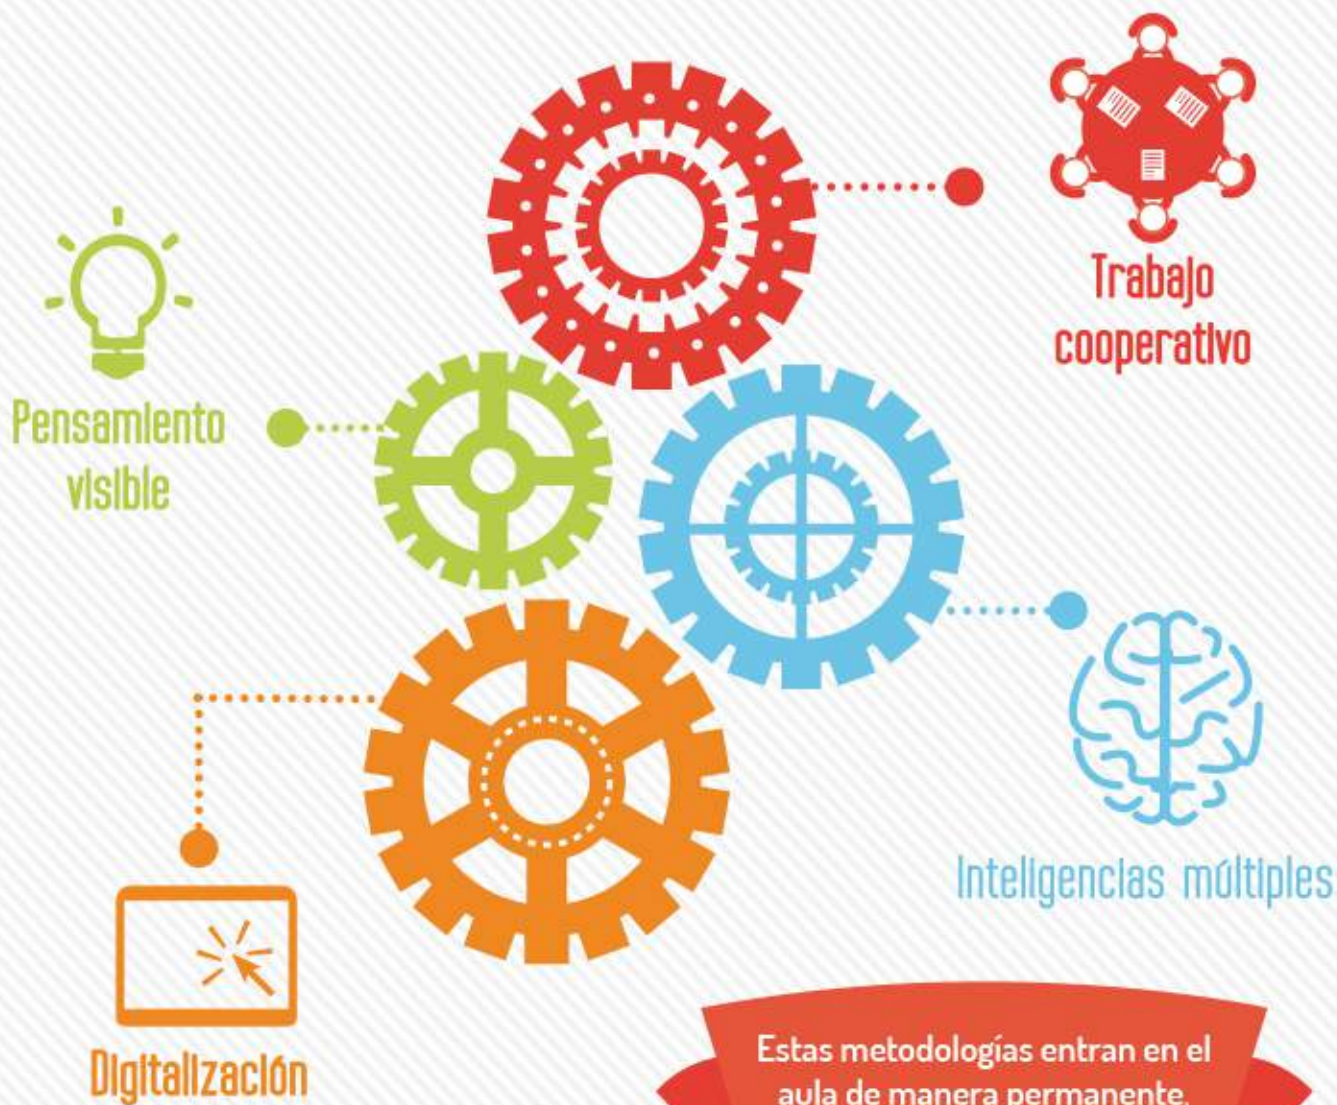 Trabajo
cooperativo
Pensamiento
visible
Inteligencias múltiples
Digitalización
Estas metodologías entran en el
aula de manera permanente.